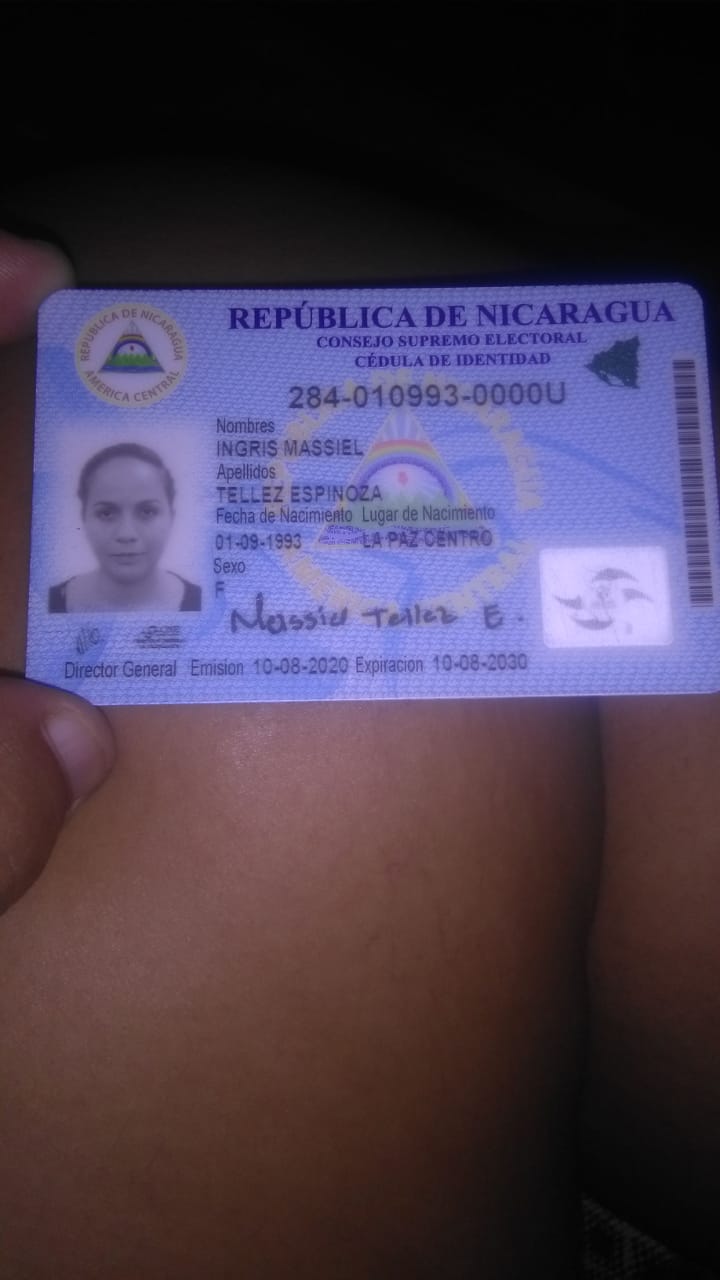 REPÚBLICA DE NICARAGUA
AMERICA CENTRAL
REPÚBLICA DE NICARAGUA
CONSEJO SUPREMO ELECTORAL
CÉDULA DE IDENTIDAD
284-010993-0000U
Nombres
INGRIS MASSIEL
Apellidos
TELLEZ ESPINOZA
Fecha de Nacimiento Lugar de Nacimiento
01-09-1993 LA PAZ CENTRO
Sexo
F
Massiel Tellez E.
Director General Emision 10-08-2020 Expiracion 10-08-2030